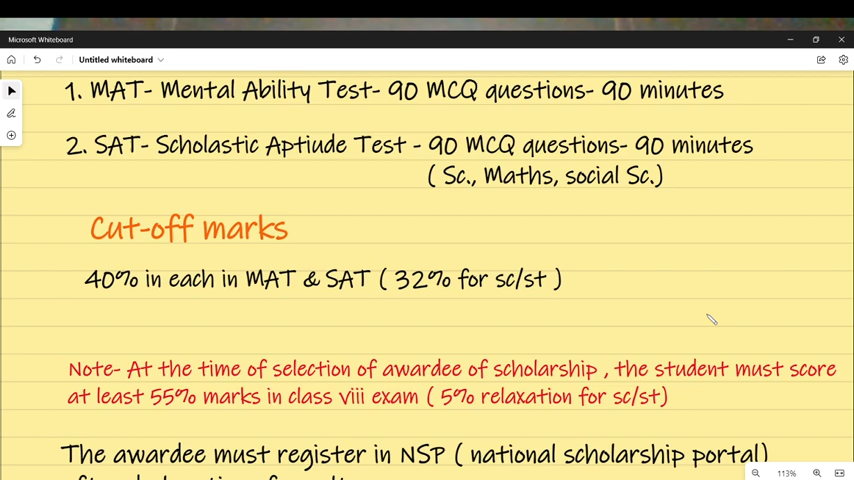 Microsoft Whiteboard
Untitled whiteboard
1. MAT- Mental Ability Test- 90 MCQ questions- 90 minutes
2. SAT- Scholastic Aptiude Test - 90 MCQ questions- 90 minutes
( Sc., Maths, social Sc.)
Cut-off marks
40% in each in MAT & SAT ( 32% for sc/st )
Note- At the time of selection of awardee of scholarship , the student must score
at least 55% marks in class viii exam ( 5% relaxation for sc/st)
The awardee must register in NSP ( national scholarship portal)
113%